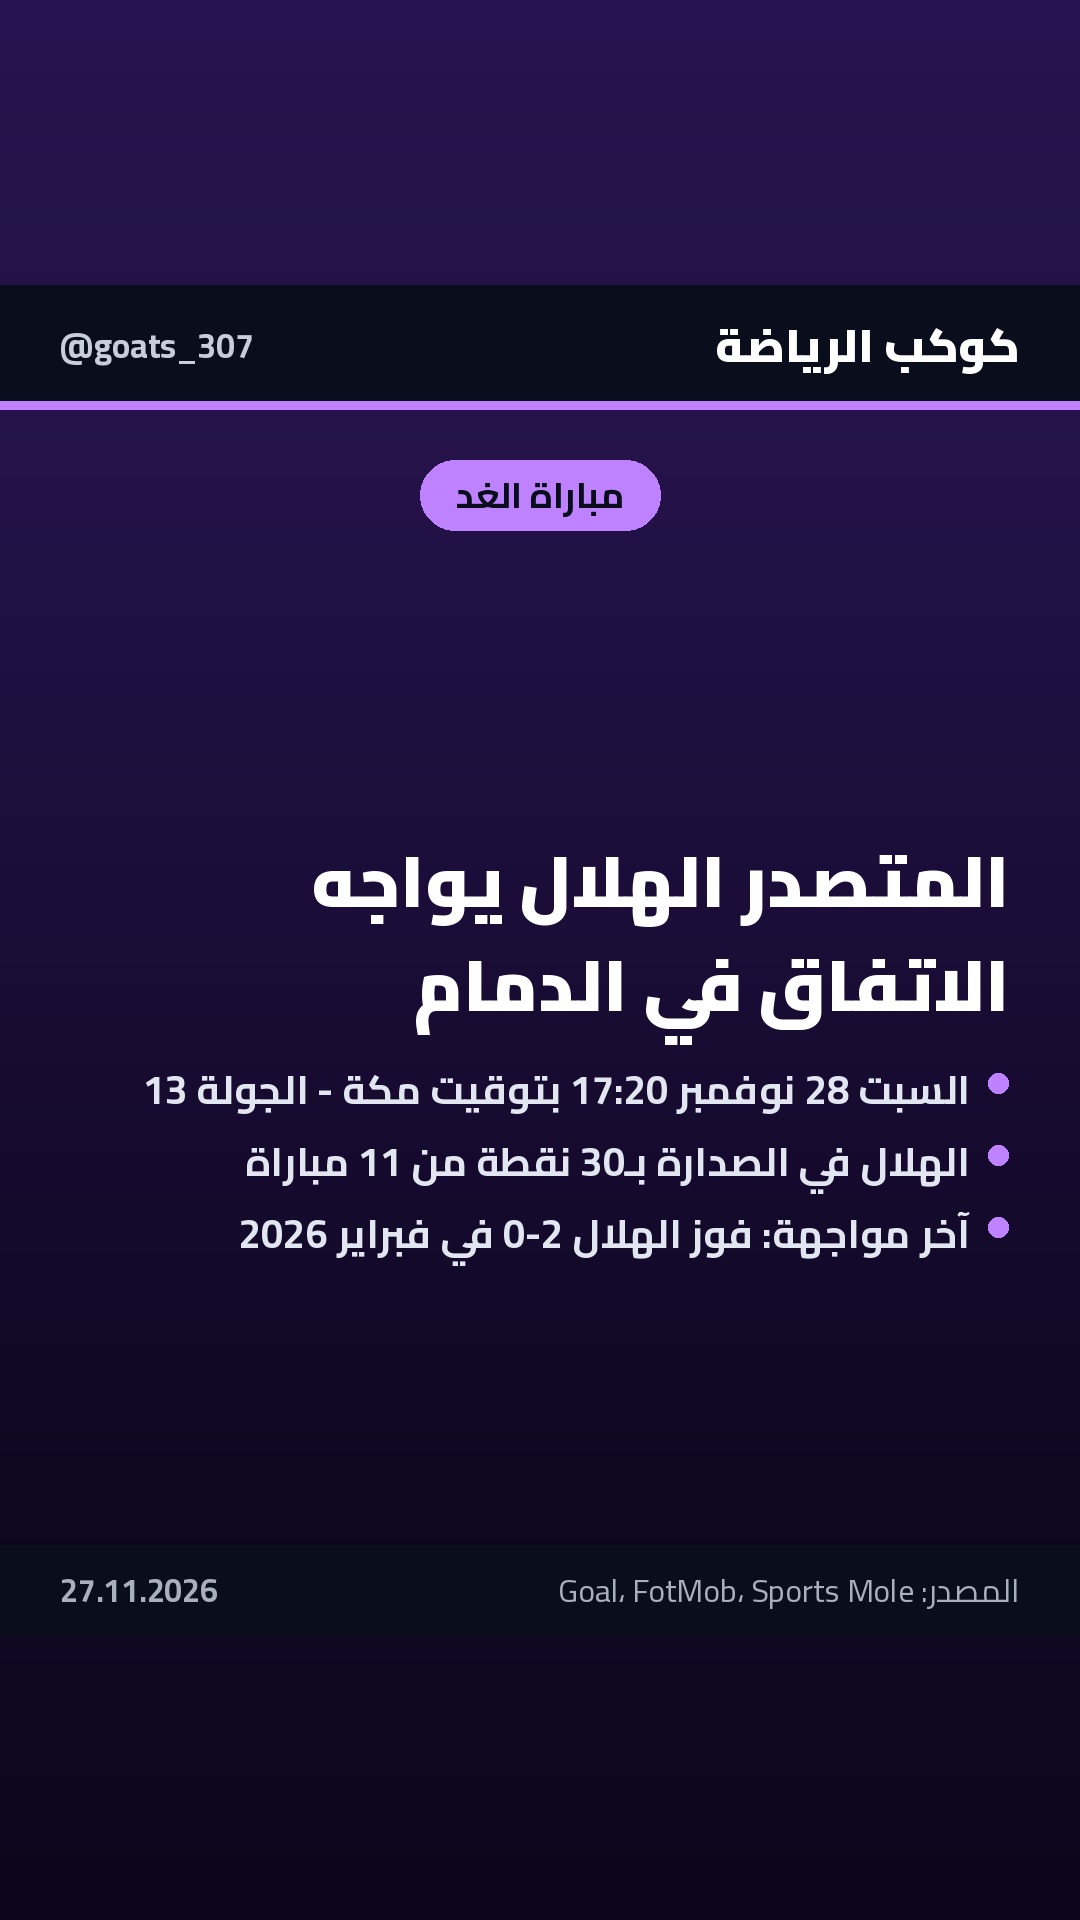 كوكب الرياضة
@goats_307
مباراة الغد
المتصدر الهلال يواجه
الاتفاق في الدمام
السبت 28 نوفمبر 17:20 بتوقيت مكة - الجولة 13
الهلال في الصدارة بـ30 نقطة من 11 مباراة
آخر مواجهة: فوز الهلال 2-0 في فبراير 2026
المصدر: Goal، FotMob، Sports Mole
27.11.2026